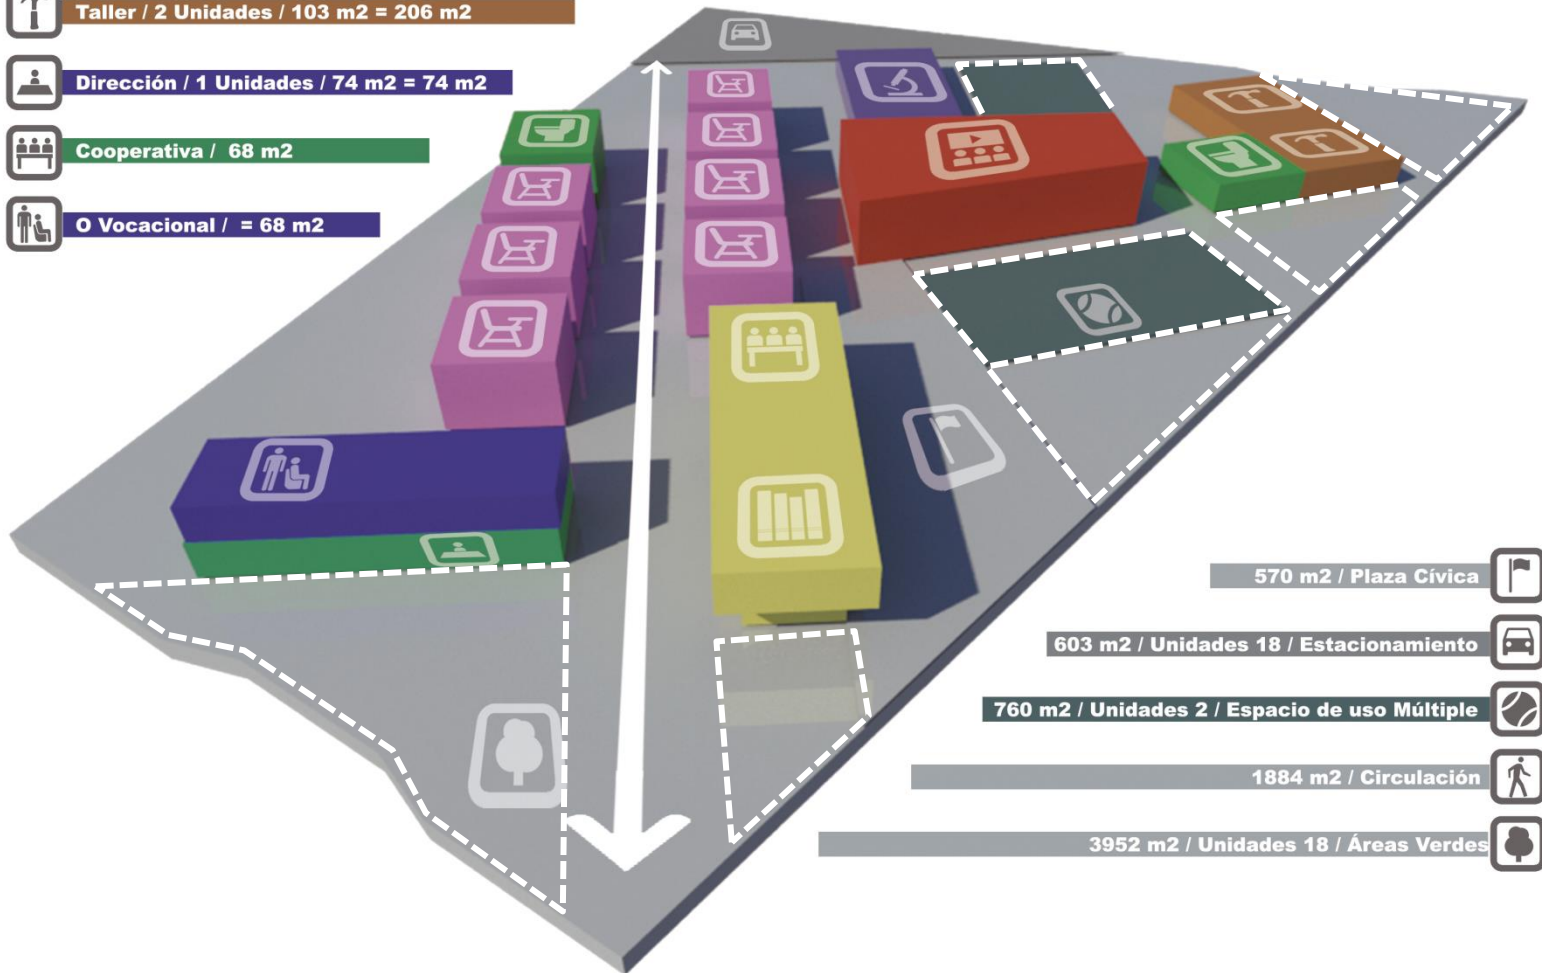 Taller / 2 Unidades / 103 m2 = 206 m2
Dirección / 1 Unidades / 74 m2 = 74 m2
Cooperativa /  68 m2
O Vocacional /  = 68 m2
570 m2 / Plaza Cívica
603 m2 / Unidades 18 / Estacionamiento
760 m2 / Unidades 2 / Espacio de uso Múltiple
1884 m2 / Circulación
3952 m2 / Unidades 18 / Áreas Verdes